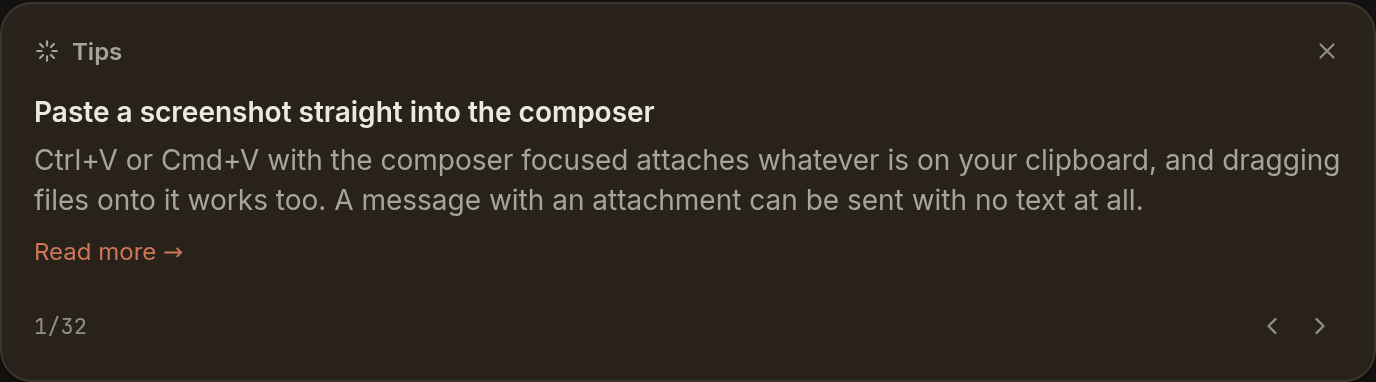 Tips
Paste a screenshot straight into the composer
Ctrl+V or Cmd+V with the composer focused attaches whatever is on your clipboard, and dragging
files onto it works too. A message with an attachment can be sent with no text at all.
Read more →
1/32